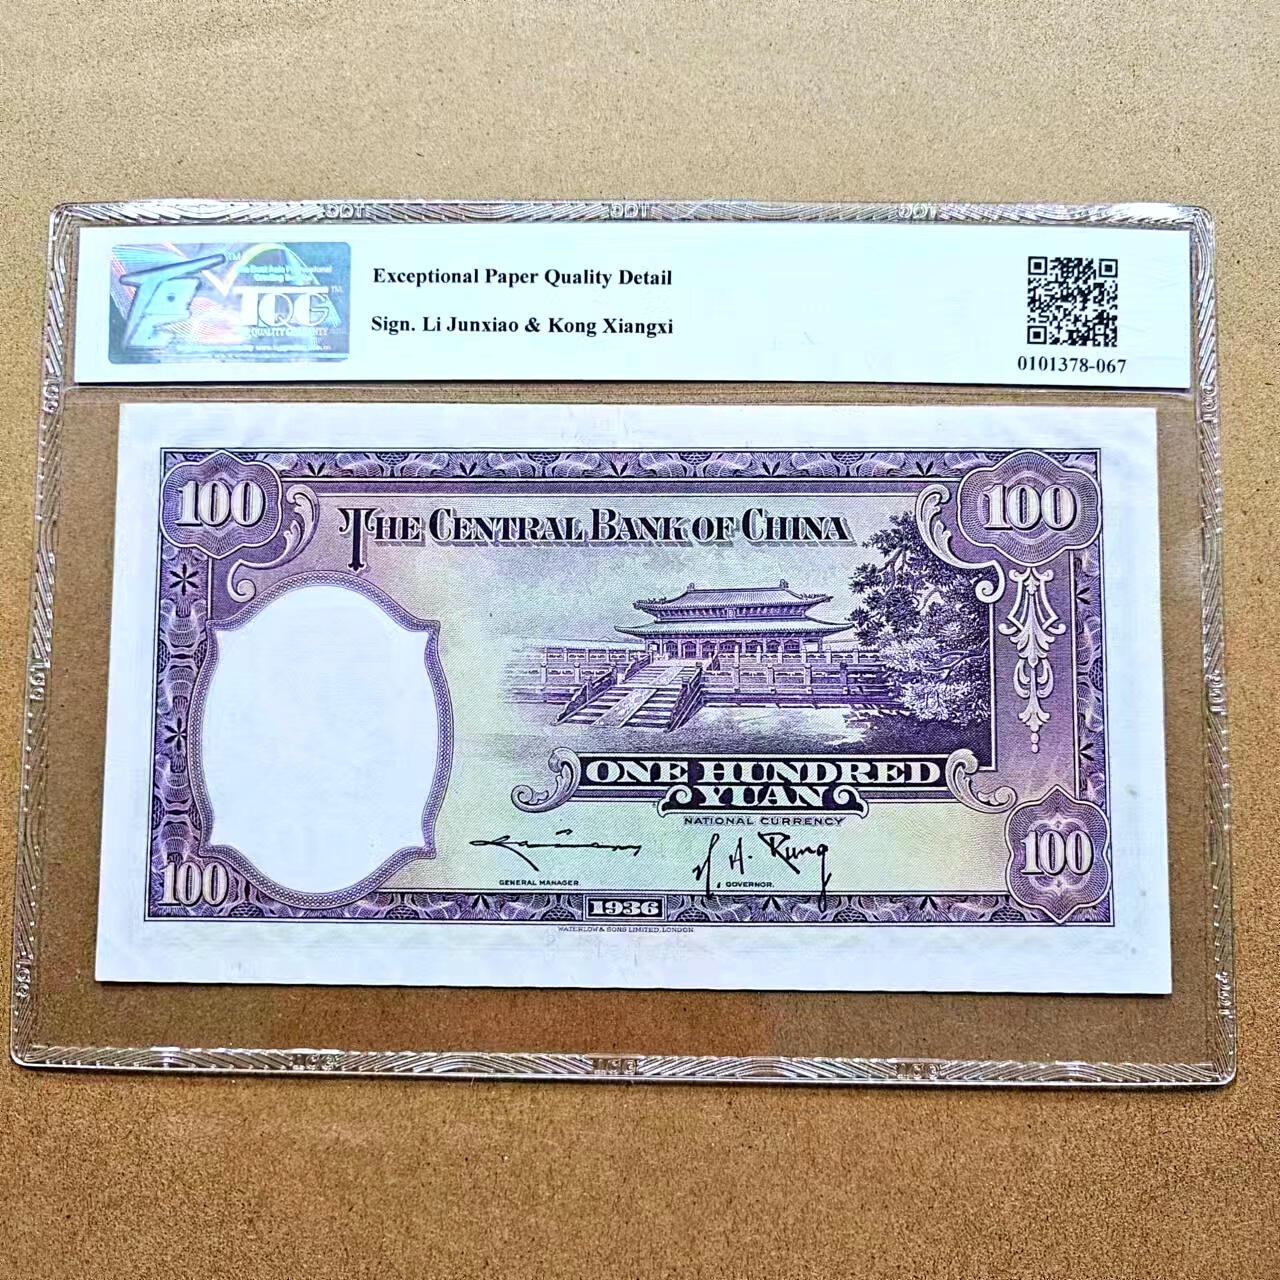 TQG
Exceptional Paper Quality Detail
Sign. Li Junxiao & Kong Xiangxi
0101378-067
100
100
THE CENTRAL BANK OF CHINA
ONE HUNDRED
YUAN
NATIONAL CURRENCY
GENERAL MANAGER
H. Kung
GOVERNOR.
100
100
1936
WATERLOW & SONS LIMITED, LONDON